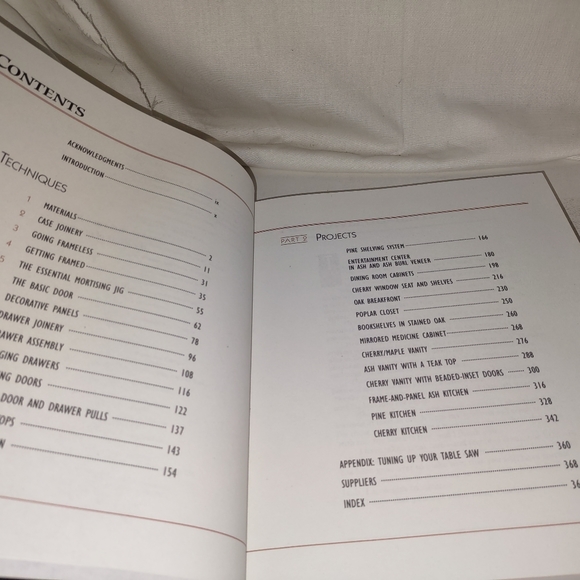 CONTENTS
ACKNOWLEDGMENTS ix
INTRODUCTION x
TECHNIQUES
1 MATERIALS 2
2 CASE JOINERY 11
3 GOING FRAMELESS 31
4 GETTING FRAMED 35
5 THE ESSENTIAL MORTISING JIG 55
THE BASIC DOOR 62
DECORATIVE PANELS 78
DRAWER JOINERY 96
AWER ASSEMBLY 108
GING DRAWERS 116
NG DOORS 122
DOOR AND DRAWER PULLS 137
OPS 143
N 154
PART 2 PROJECTS
PINE SHELVING SYSTEM 166
ENTERTAINMENT CENTER
IN ASH AND ASH BURL VENEER 180
DINING ROOM CABINETS 198
CHERRY WINDOW SEAT AND SHELVES 216
OAK BREAKFRONT 230
POPLAR CLOSET 250
BOOKSHELVES IN STAINED OAK 260
MIRRORED MEDICINE CABINET 268
CHERRY/MAPLE VANITY 276
ASH VANITY WITH A TEAK TOP 288
CHERRY VANITY WITH BEADED-INSET DOORS 300
FRAME-AND-PANEL ASH KITCHEN 316
PINE KITCHEN 328
CHERRY KITCHEN 342
APPENDIX: TUNING UP YOUR TABLE SAW 360
SUPPLIERS 368
INDEX 36